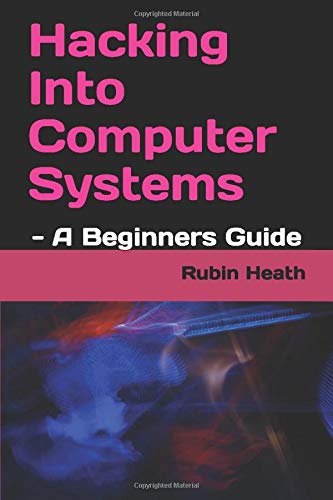 Copyrighted Material
Hacking
Into
Computer
Systems
- A Beginners Guide
Rubin Heath
Copyrighted Material